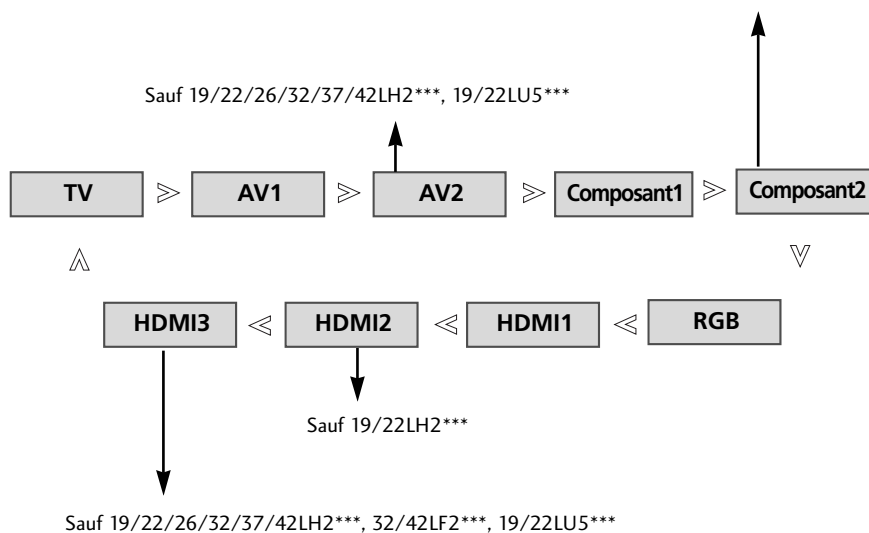 Sauf 19/22/26/32/37/42LH2***, 19/22LU5***
TV AV1 AV2 Composant1 Composant2
HDMI3 HDMI2 HDMI1 RGB
Sauf 19/22LH2***
Sauf 19/22/26/32/37/42LH2***, 32/42LF2***, 19/22LU5***